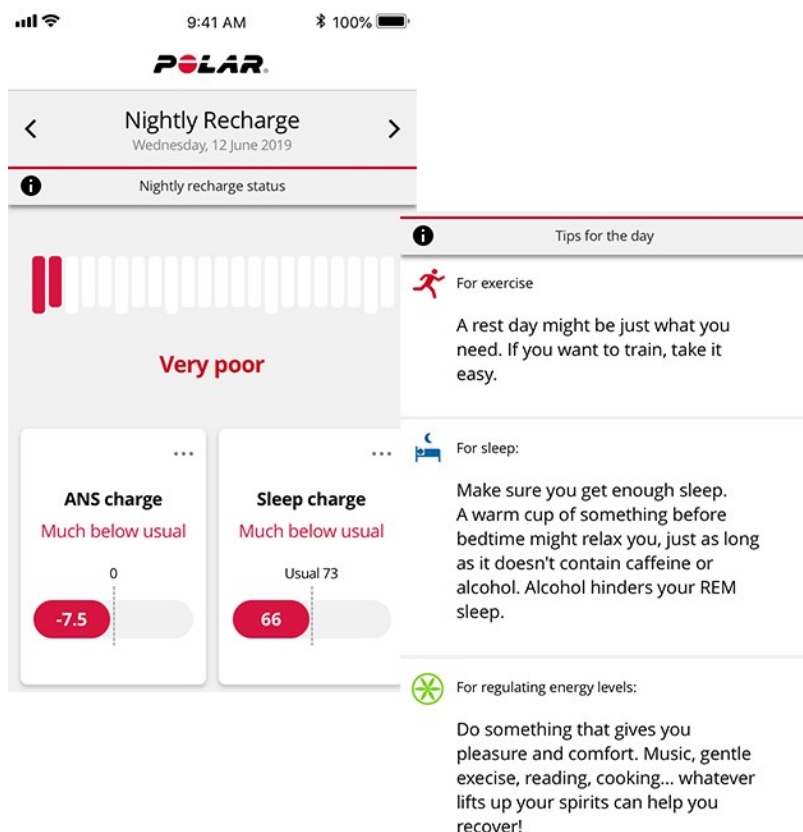 9:41 AM
100%
POLAR
Nightly Recharge
Wednesday, 12 June 2019
Nightly recharge status
Very poor
ANS charge
Much below usual
0
-7.5
Sleep charge
Much below usual
Usual 73
66
Tips for the day
For exercise
A rest day might be just what you
need. If you want to train, take it
easy.
For sleep:
Make sure you get enough sleep.
A warm cup of something before
bedtime might relax you, just as long
as it doesn't contain caffeine or
alcohol. Alcohol hinders your REM
sleep.
For regulating energy levels:
Do something that gives you
pleasure and comfort. Music, gentle
execise, reading, cooking... whatever
lifts up your spirits can help you
recover!